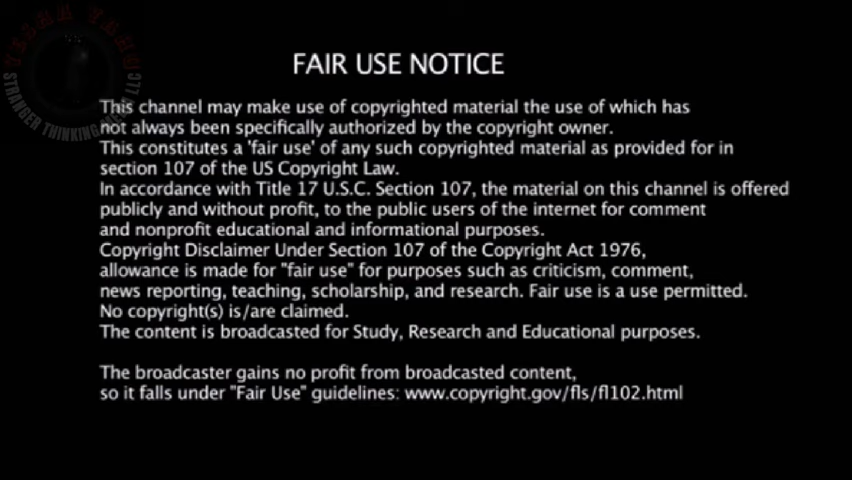 FAIR USE NOTICE
This channel may make use of copyrighted material the use of which has
not always been specifically authorized by the copyright owner.
This constitutes a 'fair use' of any such copyrighted material as provided for in
section 107 of the US Copyright Law.
In accordance with Title 17 U.S.C. Section 107, the material on this channel is offered
publicly and without profit, to the public users of the internet for comment
and nonprofit educational and informational purposes.
Copyright Disclaimer Under Section 107 of the Copyright Act 1976,
allowance is made for "fair use" for purposes such as criticism, comment,
news reporting, teaching, scholarship, and research. Fair use is a use permitted.
No copyright(s) is/are claimed.
The content is broadcasted for Study, Research and Educational purposes.
The broadcaster gains no profit from broadcasted content,
so it falls under "Fair Use" guidelines: www.copyright.gov/fls/fl102.html
STRANGER THINKING LLC